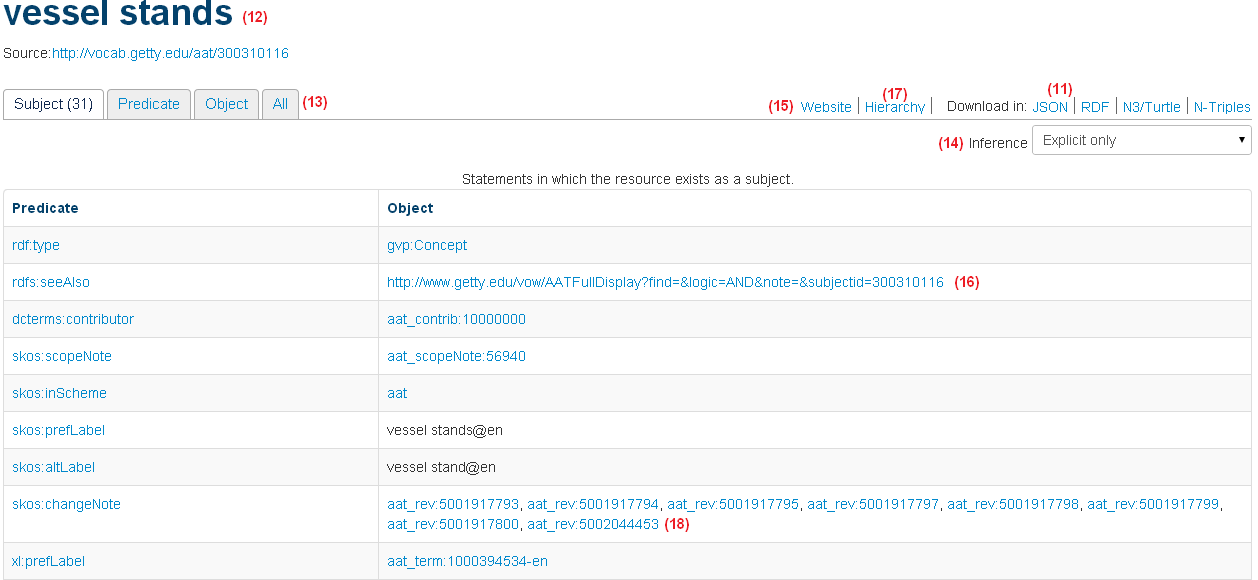 vessel stands (12)
Source:http://vocab.getty.edu/aat/300310116
Subject (31) Predicate Object All (13) (15) Website | Hierarchy (17) | Download in: JSON (11) | RDF | N3/Turtle | N-Triples
(14) Inference Explicit only
Statements in which the resource exists as a subject.
Predicate Object
rdf:type gvp:Concept
rdfs:seeAlso http://www.getty.edu/vow/AATFullDisplay?find=&logic=AND&note=&subjectid=300310116 (16)
dcterms:contributor aat_contrib:10000000
skos:scopeNote aat_scopeNote:56940
skos:inScheme aat
skos:prefLabel vessel stands@en
skos:altLabel vessel stand@en
skos:changeNote aat_rev:5001917793, aat_rev:5001917794, aat_rev:5001917795, aat_rev:5001917797, aat_rev:5001917798, aat_rev:5001917799,
aat_rev:5001917800, aat_rev:5002044453 (18)
xl:prefLabel aat_term:1000394534-en